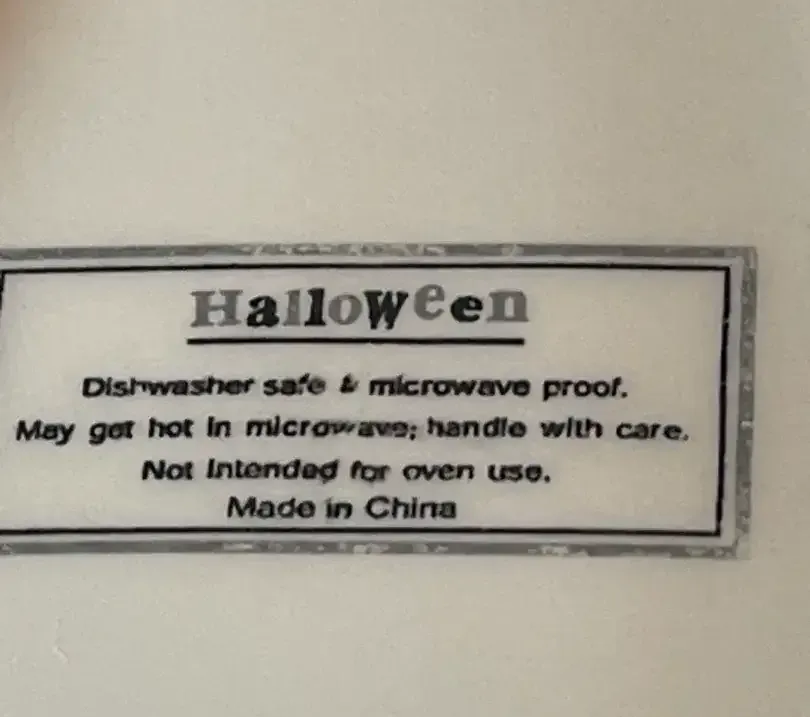 Halloween
Dishwasher safe & microwave proof.
May get hot in microwave; handle with care.
Not intended for oven use.
Made in China